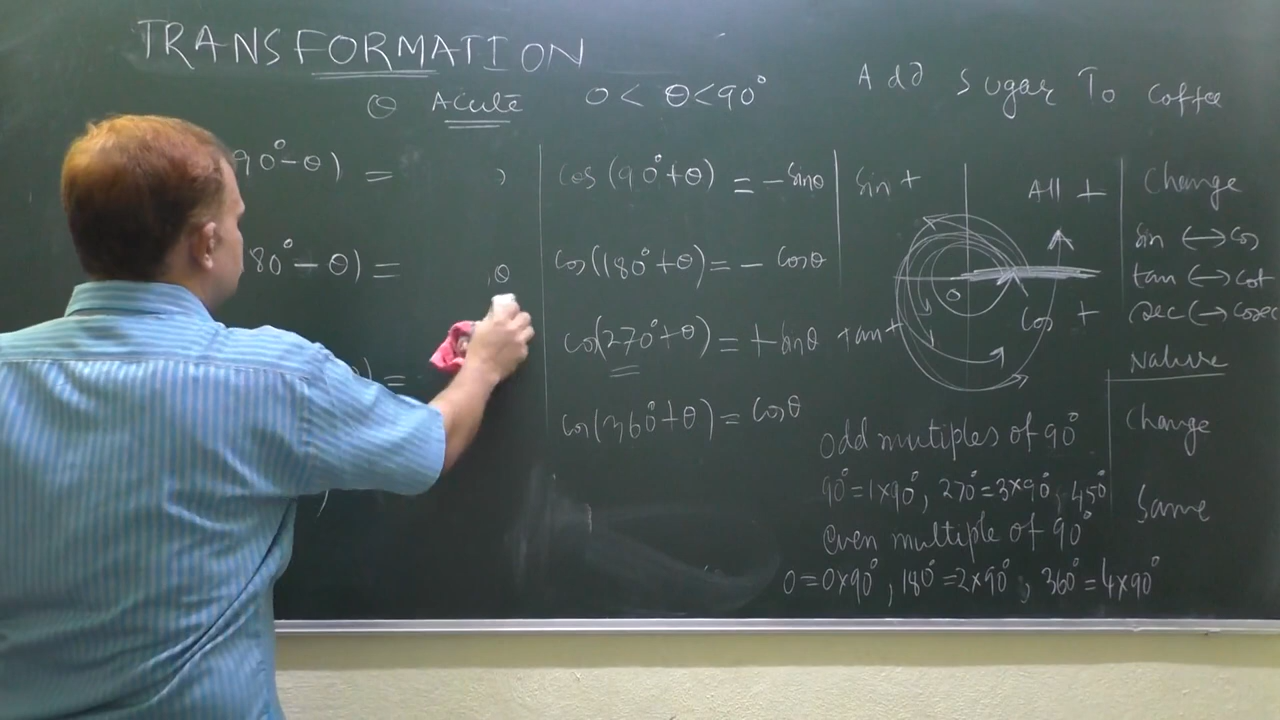 TRANSFORMATION
θ Acute 0 < θ < 90°
Add Sugar To Coffee
90° - θ) =
80° - θ) =
) =
, θ
cos (90° + θ) = - sinθ
cos (180° + θ) = - cosθ
cos (270° + θ) = + sinθ
cos (360° + θ) = cosθ
sin +
All +
tan +
cos +
0
Change
sin ↔ cos
tan ↔ cot
sec ↔ cosec
Nature
Change
Same
odd mutiples of 90°
90° = 1×90°, 270° = 3×90°, 450°
even multiple of 90°
0 = 0×90°, 180° = 2×90°, 360° = 4×90°